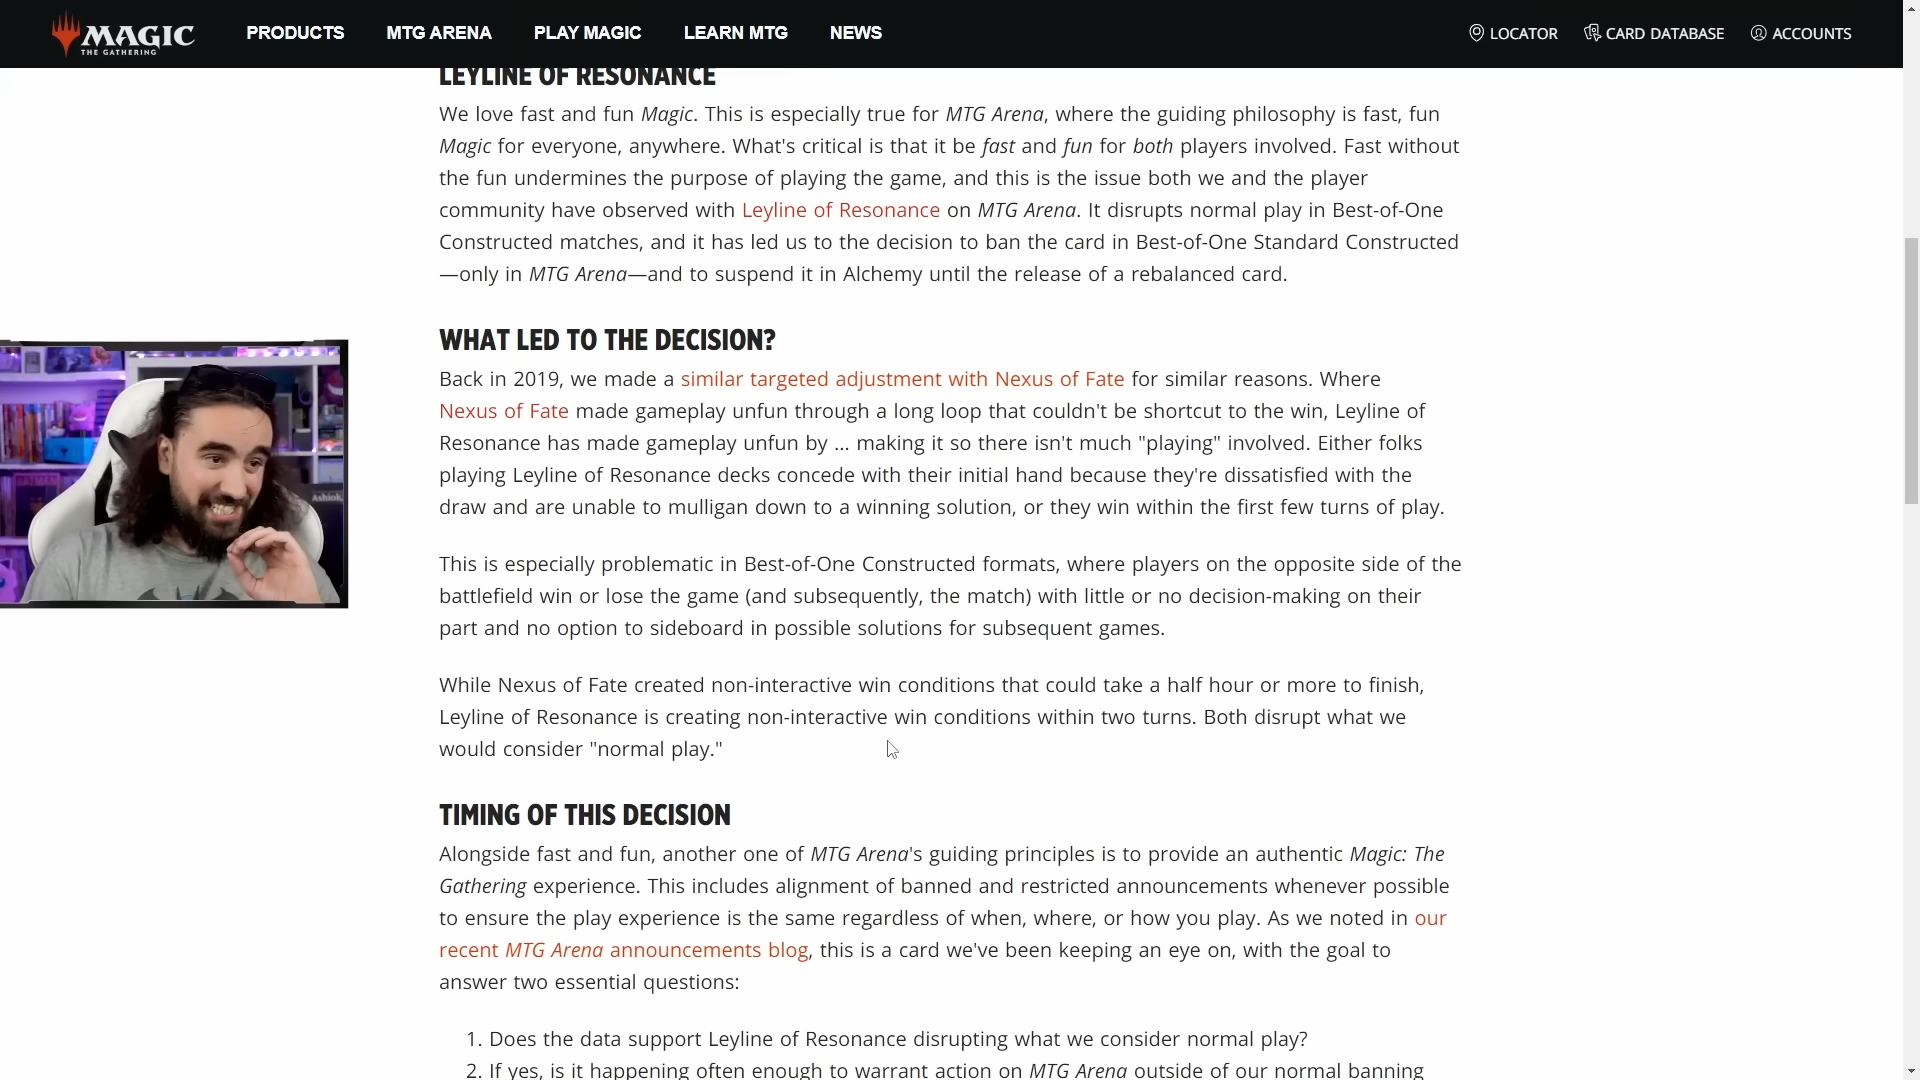 MAGIC
THE GATHERING
PRODUCTS
MTG ARENA
PLAY MAGIC
LEARN MTG
NEWS
LOCATOR
CARD DATABASE
ACCOUNTS
LEYLINE OF RESONANCE
We love fast and fun Magic. This is especially true for MTG Arena, where the guiding philosophy is fast, fun
Magic for everyone, anywhere. What's critical is that it be fast and fun for both players involved. Fast without
the fun undermines the purpose of playing the game, and this is the issue both we and the player
community have observed with Leyline of Resonance on MTG Arena. It disrupts normal play in Best-of-One
Constructed matches, and it has led us to the decision to ban the card in Best-of-One Standard Constructed
—only in MTG Arena—and to suspend it in Alchemy until the release of a rebalanced card.
WHAT LED TO THE DECISION?
Back in 2019, we made a similar targeted adjustment with Nexus of Fate for similar reasons. Where
Nexus of Fate made gameplay unfun through a long loop that couldn't be shortcut to the win, Leyline of
Resonance has made gameplay unfun by ... making it so there isn't much "playing" involved. Either folks
playing Leyline of Resonance decks concede with their initial hand because they're dissatisfied with the
draw and are unable to mulligan down to a winning solution, or they win within the first few turns of play.
This is especially problematic in Best-of-One Constructed formats, where players on the opposite side of the
battlefield win or lose the game (and subsequently, the match) with little or no decision-making on their
part and no option to sideboard in possible solutions for subsequent games.
While Nexus of Fate created non-interactive win conditions that could take a half hour or more to finish,
Leyline of Resonance is creating non-interactive win conditions within two turns. Both disrupt what we
would consider "normal play."
TIMING OF THIS DECISION
Alongside fast and fun, another one of MTG Arena's guiding principles is to provide an authentic Magic: The
Gathering experience. This includes alignment of banned and restricted announcements whenever possible
to ensure the play experience is the same regardless of when, where, or how you play. As we noted in our
recent MTG Arena announcements blog, this is a card we've been keeping an eye on, with the goal to
answer two essential questions:
1. Does the data support Leyline of Resonance disrupting what we consider normal play?
2. If yes, is it happening often enough to warrant action on MTG Arena outside of our normal banning
Ashiok,